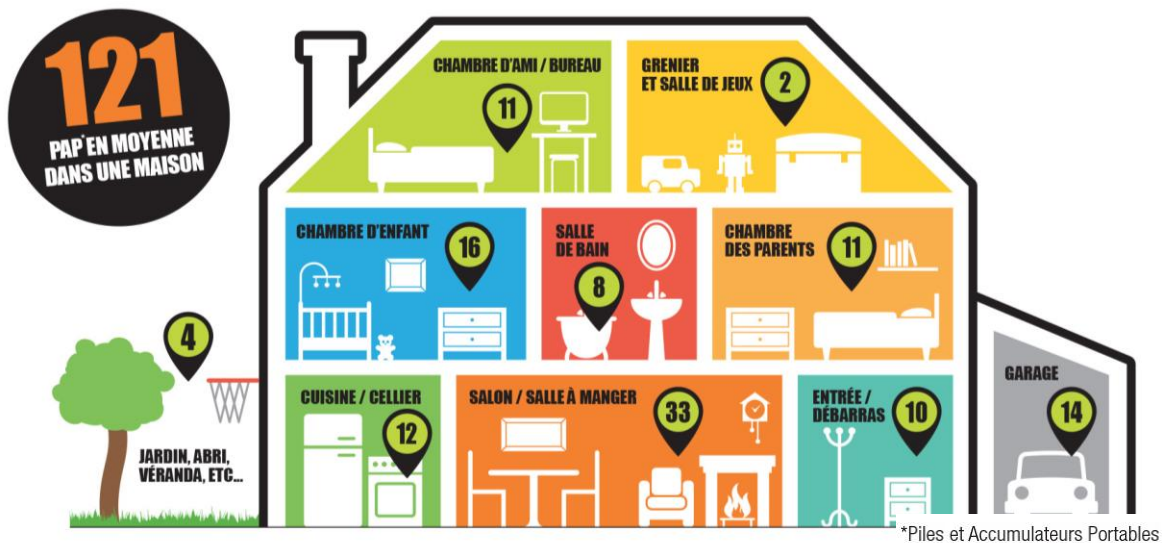 121
PAP* EN MOYENNE
DANS UNE MAISON
CHAMBRE D'AMI / BUREAU
11
GRENIER
ET SALLE DE JEUX
2
CHAMBRE D'ENFANT
16
SALLE
DE BAIN
8
CHAMBRE
DES PARENTS
11
4
JARDIN, ABRI,
VÉRANDA, ETC...
CUISINE / CELLIER
12
SALON / SALLE À MANGER
33
ENTRÉE /
DÉBARRAS
10
GARAGE
14
*Piles et Accumulateurs Portables